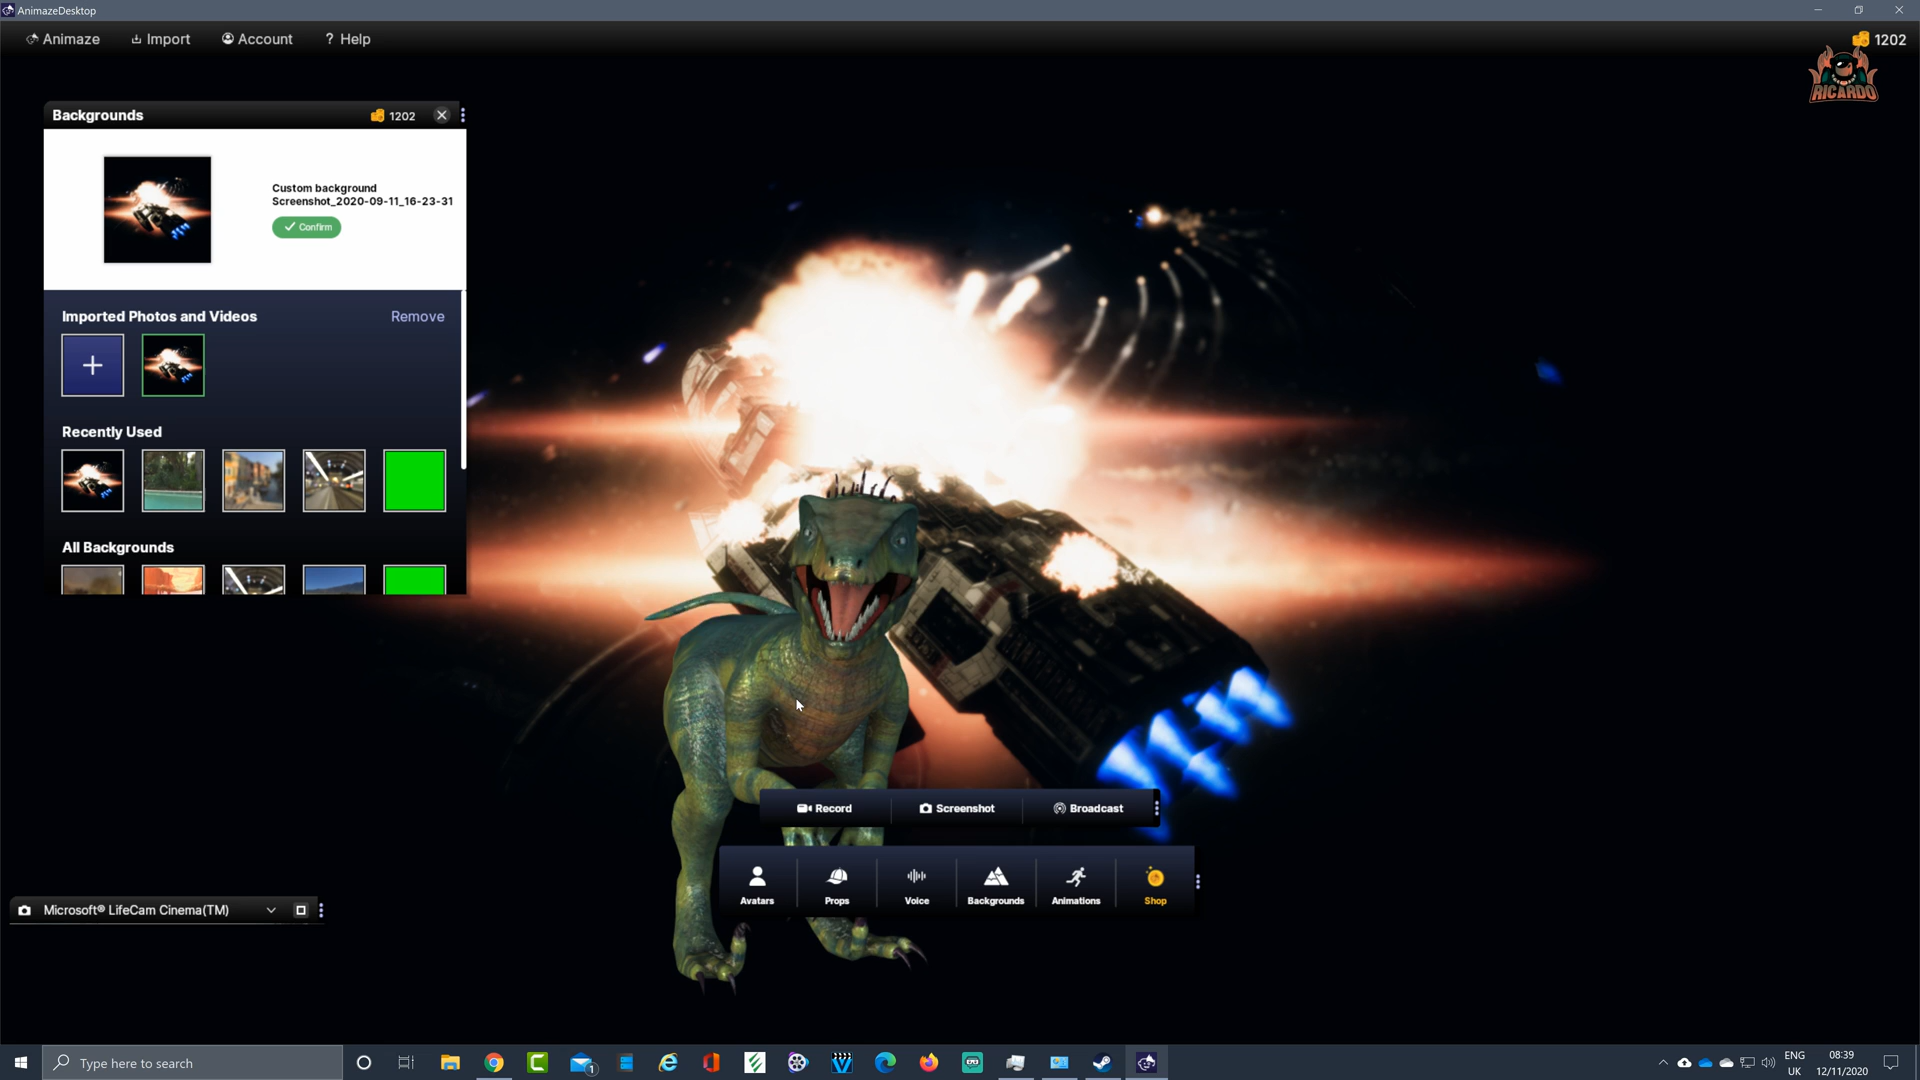 AnimazeDesktop
Animaze
Import
Account
? Help
1202
RICARDO
Backgrounds
1202
Custom background
Screenshot_2020-09-11_16-23-31
Confirm
Imported Photos and Videos
Remove
Recently Used
All Backgrounds
Record
Screenshot
Broadcast
Avatars
Props
Voice
Backgrounds
Animations
Shop
Microsoft® LifeCam Cinema(TM)
Type here to search
1
ENG
UK
08:39
12/11/2020